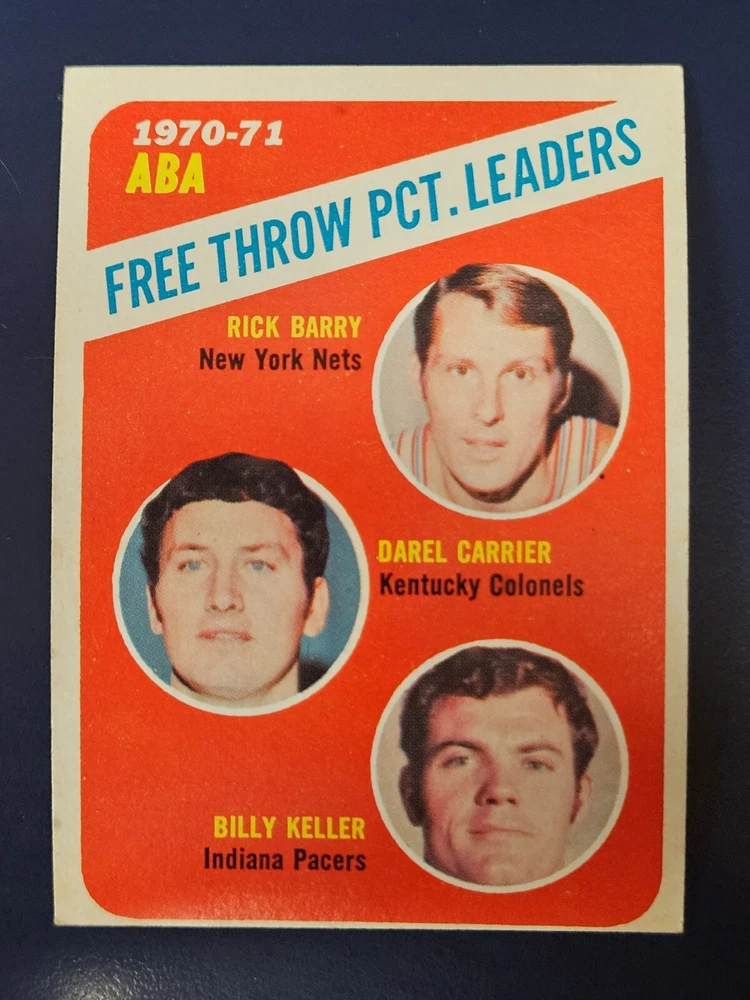 1970-71
ABA
FREE THROW PCT. LEADERS
RICK BARRY
New York Nets
DAREL CARRIER
Kentucky Colonels
BILLY KELLER
Indiana Pacers